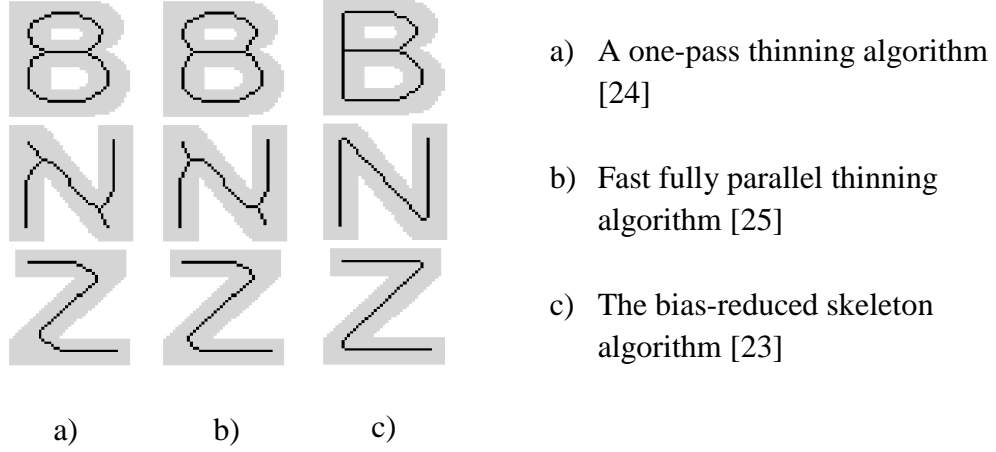 B B B
N N N
Z Z Z
a) b) c)
a) A one-pass thinning algorithm
[24]
b) Fast fully parallel thinning
algorithm [25]
c) The bias-reduced skeleton
algorithm [23]